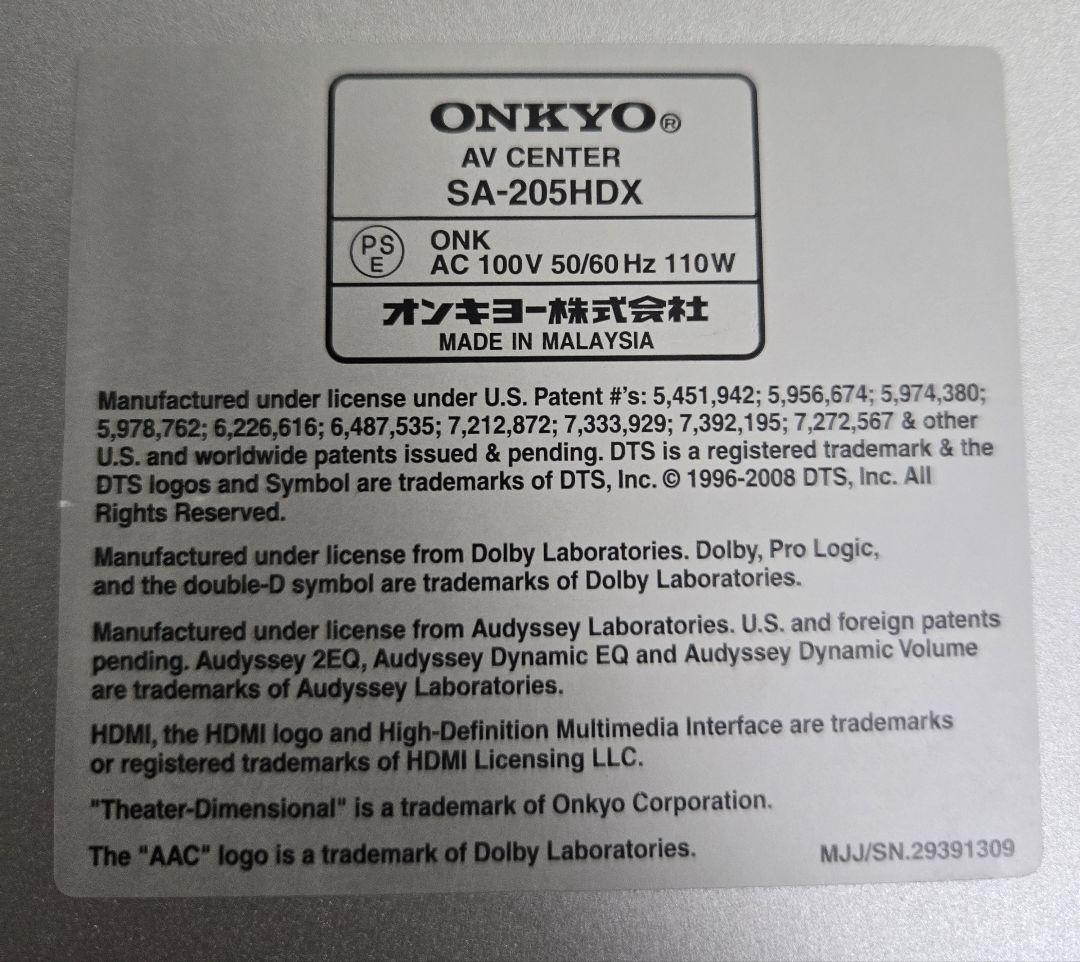 ONKYO®
AV CENTER
SA-205HDX
PS
E
ONK
AC 100V 50/60Hz 110W
オンキヨー株式会社
MADE IN MALAYSIA
Manufactured under license under U.S. Patent #'s: 5,451,942; 5,956,674; 5,974,380;
5,978,762; 6,226,616; 6,487,535; 7,212,872; 7,333,929; 7,392,195; 7,272,567 & other
U.S. and worldwide patents issued & pending. DTS is a registered trademark & the
DTS logos and Symbol are trademarks of DTS, Inc. © 1996-2008 DTS, Inc. All
Rights Reserved.
Manufactured under license from Dolby Laboratories. Dolby, Pro Logic,
and the double-D symbol are trademarks of Dolby Laboratories.
Manufactured under license from Audyssey Laboratories. U.S. and foreign patents
pending. Audyssey 2EQ, Audyssey Dynamic EQ and Audyssey Dynamic Volume
are trademarks of Audyssey Laboratories.
HDMI, the HDMI logo and High-Definition Multimedia Interface are trademarks
or registered trademarks of HDMI Licensing LLC.
"Theater-Dimensional" is a trademark of Onkyo Corporation.
The "AAC" logo is a trademark of Dolby Laboratories.
MJJ/SN.29391309